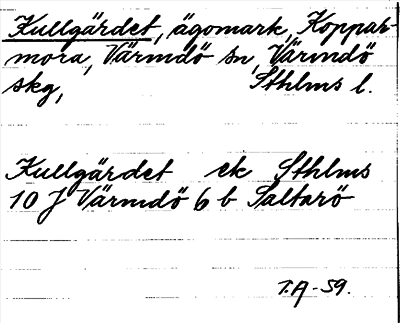 Kullgärdet, ägomark, Koppar-
mora, Värmdö sn, Värmdö
skg, Sthlms l.
Kullgärdet ek Sthlms
10 J Värmdö 6 b Saltarö
T.A-59.